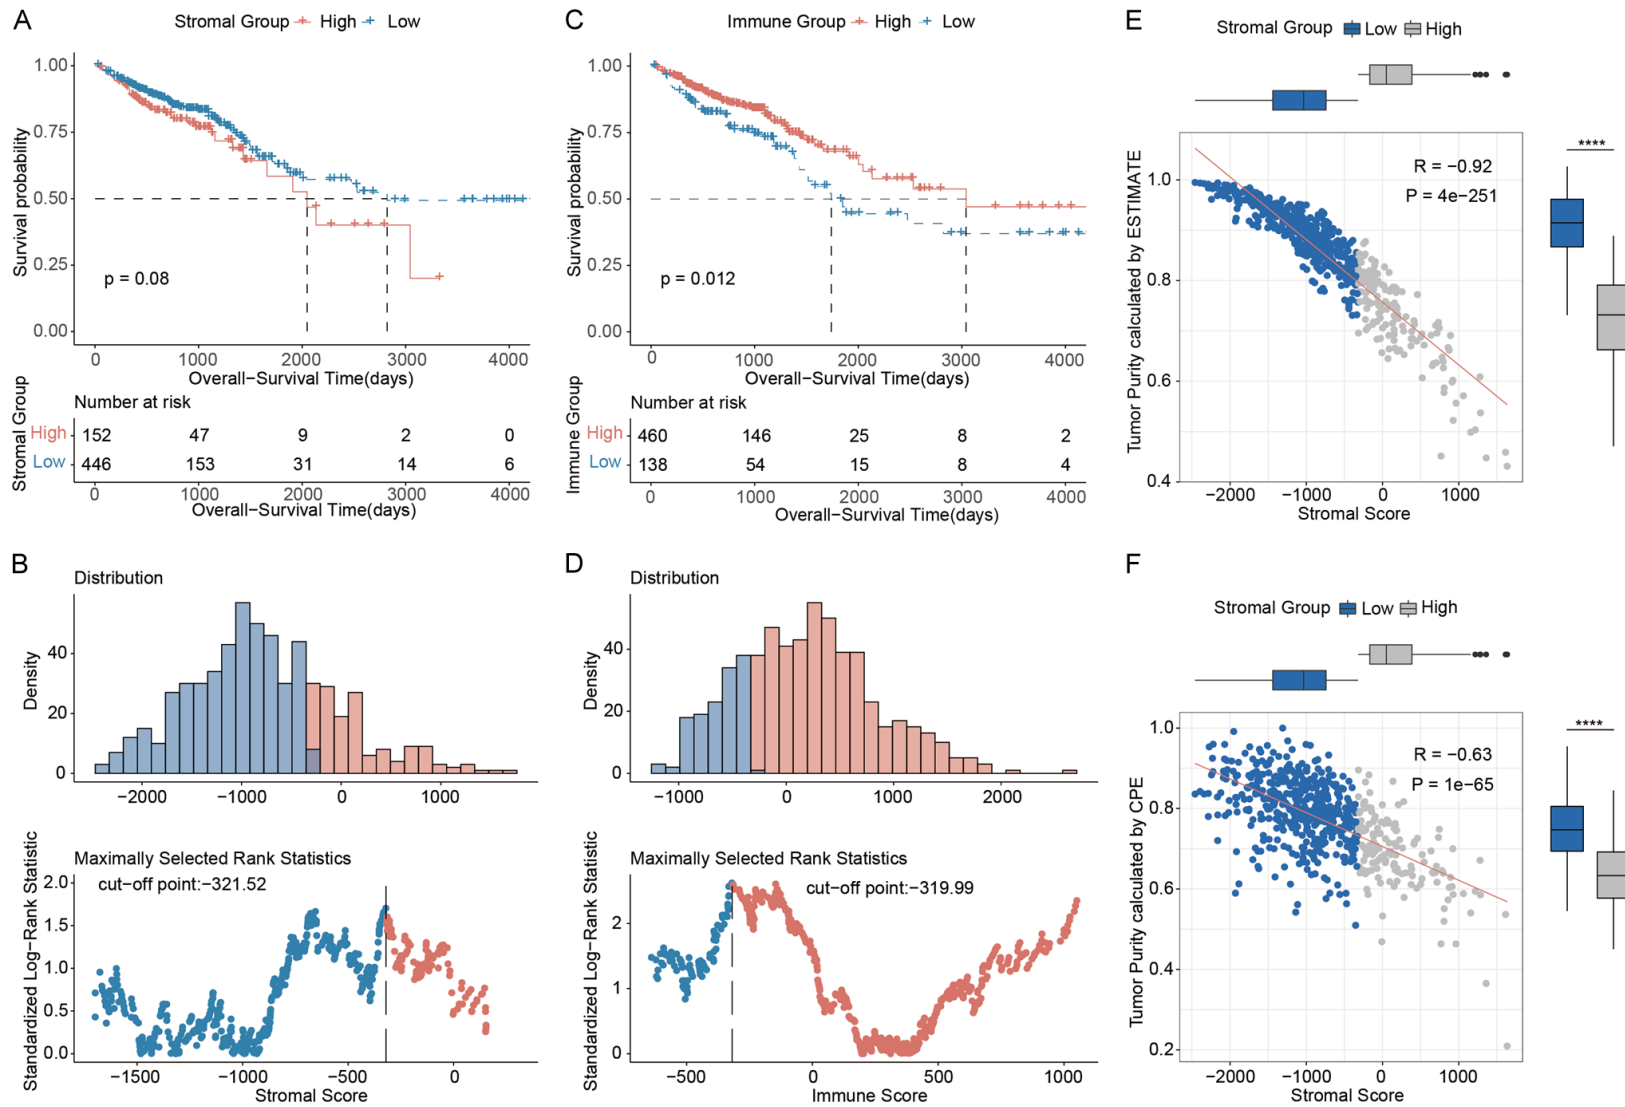 A
Stromal Group High Low
1.00
0.75
0.50
0.25
0.00
Survival probability
p = 0.08
0 1000 2000 3000 4000
Overall−Survival Time(days)
Number at risk
Stromal Group
High 152 47 9 2 0
Low 446 153 31 14 6
0 1000 2000 3000 4000
Overall−Survival Time(days)
B
Distribution
Density
40
20
0
−2000 −1000 0 1000
Maximally Selected Rank Statistics
cut−off point:−321.52
Standardized Log−Rank Statistic
2.0
1.5
1.0
0.5
0.0
−1500 −1000 −500 0
Stromal Score
C
Immune Group High Low
1.00
0.75
0.50
0.25
0.00
Survival probability
p = 0.012
0 1000 2000 3000 4000
Overall−Survival Time(days)
Number at risk
Immune Group
High 460 146 25 8 2
Low 138 54 15 8 4
0 1000 2000 3000 4000
Overall−Survival Time(days)
D
Distribution
Density
40
20
0
−1000 0 1000 2000
Maximally Selected Rank Statistics
cut−off point:−319.99
Standardized Log−Rank Statistic
2
1
0
−500 0 500 1000
Immune Score
E
Stromal Group Low High
Tumor Purity calculated by ESTIMATE
1.0
0.8
0.6
0.4
R = −0.92
P = 4e−251
****
−2000 −1000 0 1000
Stromal Score
F
Stromal Group Low High
Tumor Purity calculated by CPE
1.0
0.8
0.6
0.4
0.2
R = −0.63
P = 1e−65
****
−2000 −1000 0 1000
Stromal Score